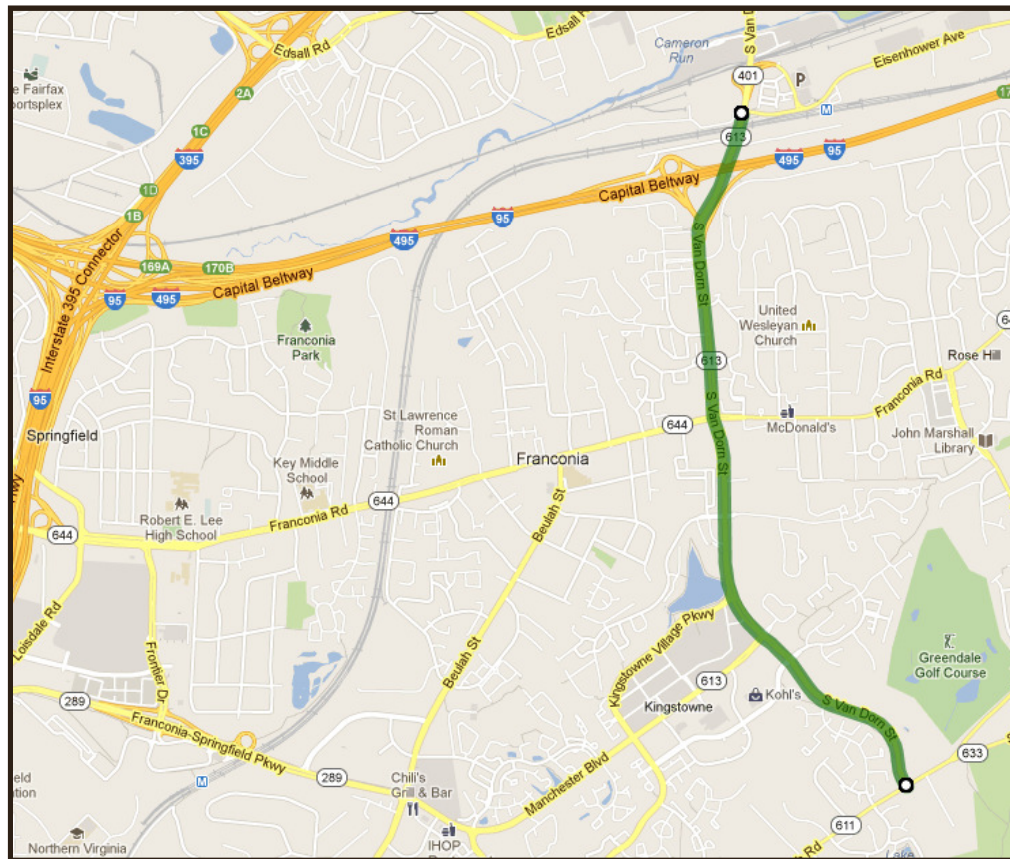 Edsall Rd
Edsall Rd
S Van D
Cameron
Run
401
Eisenhower Ave
P
e Fairfax
ortsplex
2A
M
613
1C
395
495
95
1D
Capital Beltway
1B
95
495
169A
170B
95
495
Capital Beltway
Interstate 395 Connector
S Van Dorn St
Franconia
Park
United
Wesleyan
Church
613
Rose Hill
95
Springfield
St Lawrence
Roman
Catholic Church
S Van Dorn St
Franconia Rd
644
McDonald's
John Marshall
Library
Key Middle
School
Franconia
644
Robert E. Lee
High School
Franconia Rd
644
Beulah St
Loisdale Rd
Frontier Dr
Beulah St
Kingstowne Village Pkwy
Greendale
Golf Course
613
Kohl's
Kingstowne
S Van Dorn St
289
Franconia-Springfield Pkwy
633
M
289
Chili's
Grill & Bar
Manchester Blvd
611
Northern Virginia
IHOP
Lake